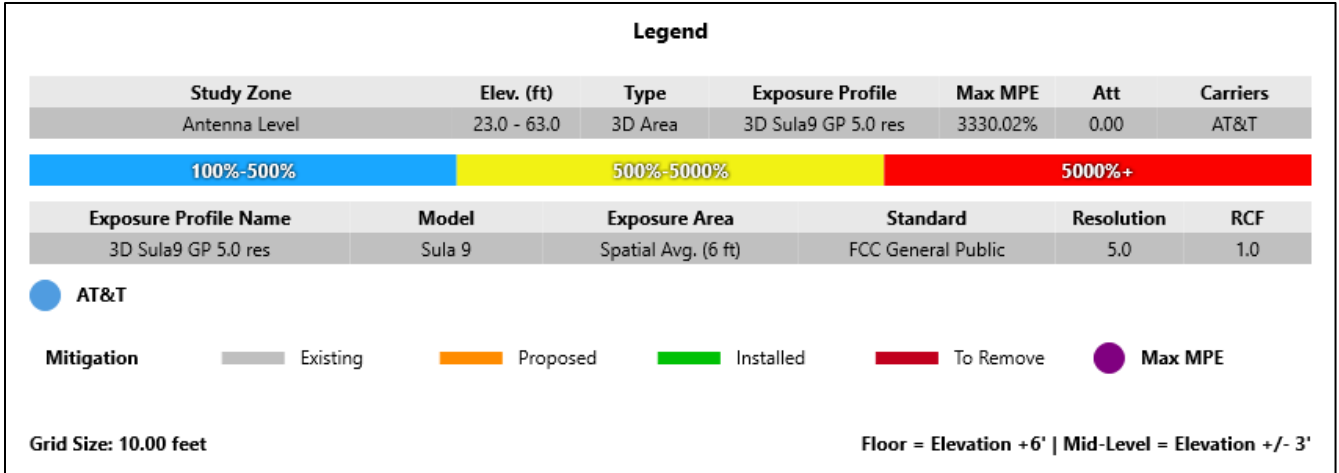 Legend
Study Zone Elev. (ft) Type Exposure Profile Max MPE Att Carriers
Antenna Level 23.0 - 63.0 3D Area 3D Sula9 GP 5.0 res 3330.02% 0.00 AT&T
100%-500% 500%-5000% 5000%+
Exposure Profile Name Model Exposure Area Standard Resolution RCF
3D Sula9 GP 5.0 res Sula 9 Spatial Avg. (6 ft) FCC General Public 5.0 1.0
AT&T
Mitigation Existing Proposed Installed To Remove Max MPE
Grid Size: 10.00 feet Floor = Elevation +6' | Mid-Level = Elevation +/- 3'